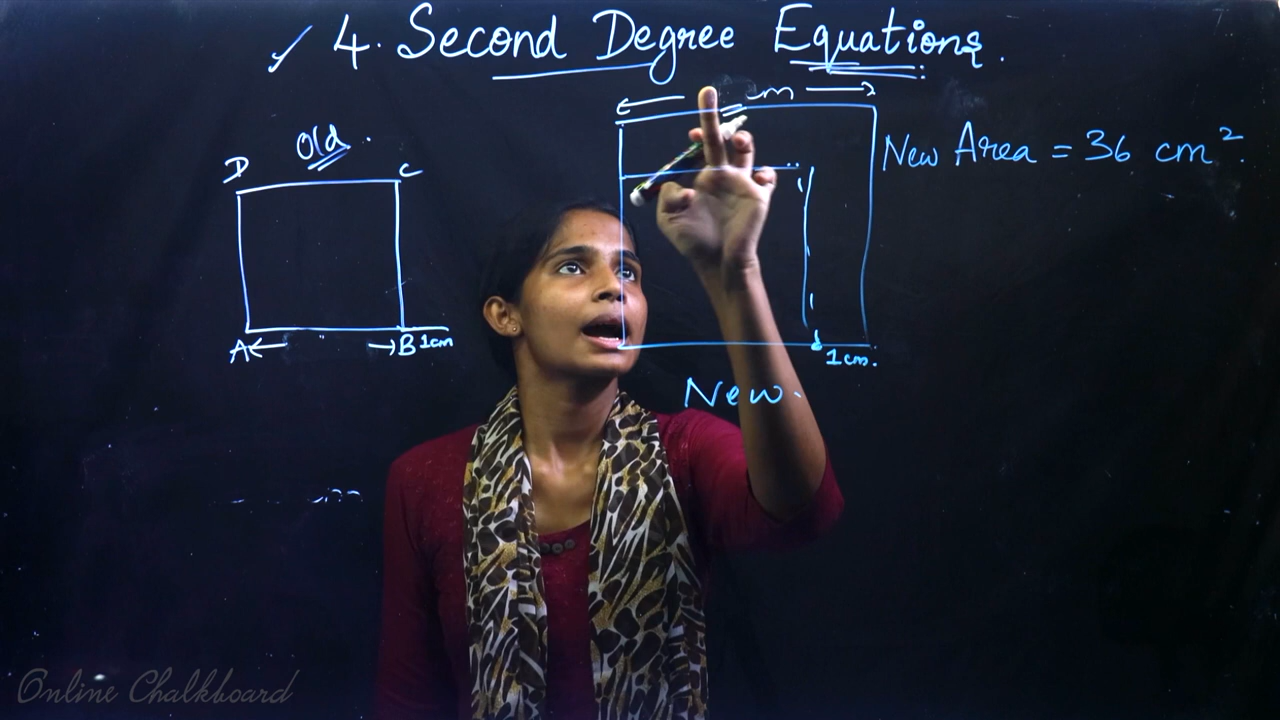 ✓ 4. Second Degree Equations.
Old.
D C
A B 1cm
cm
New Area = 36 cm².
1cm.
New.
Online Chalkboard